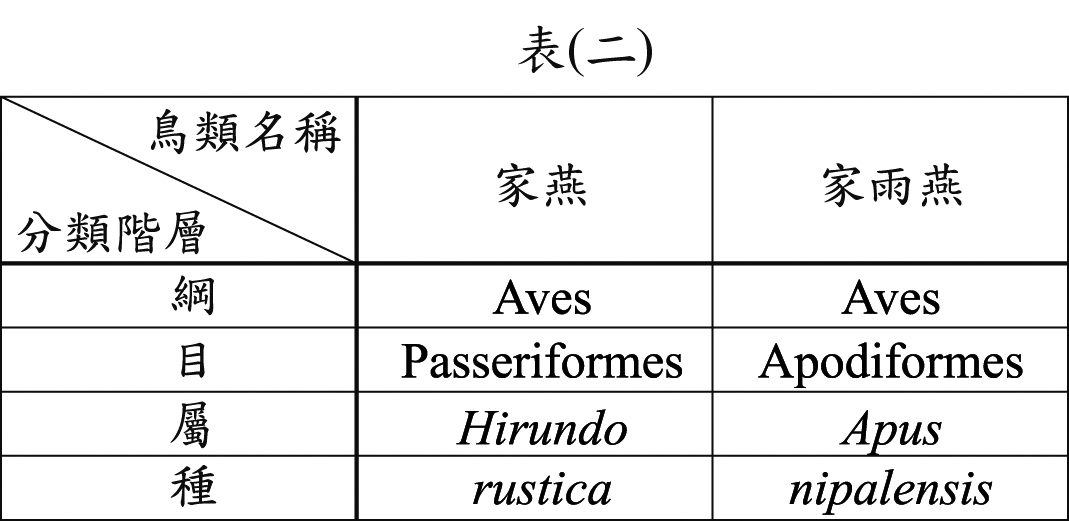 表(二)
鳥類名稱
分類階層
家燕
家雨燕
綱 Aves Aves
目 Passeriformes Apodiformes
屬 Hirundo Apus
種 rustica nipalensis